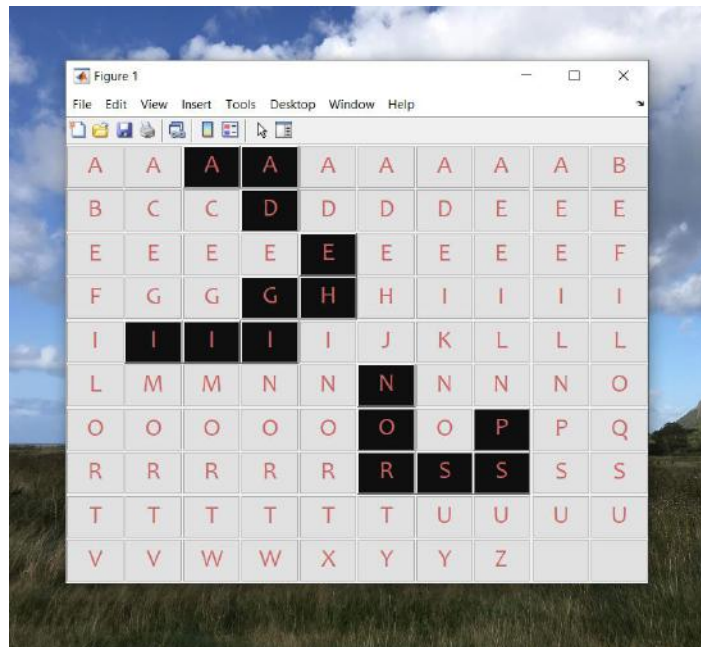 Figure 1
File Edit View Insert Tools Desktop Window Help
A A A A A A A A A B
B C C D D D D E E E
E E E E E E E E E F
F G G G H H I I I I
I I I I I J K L L L
L M M N N N N N N O
O O O O O O O P P Q
R R R R R R S S S S
T T T T T T U U U U
V V W W X Y Y Z